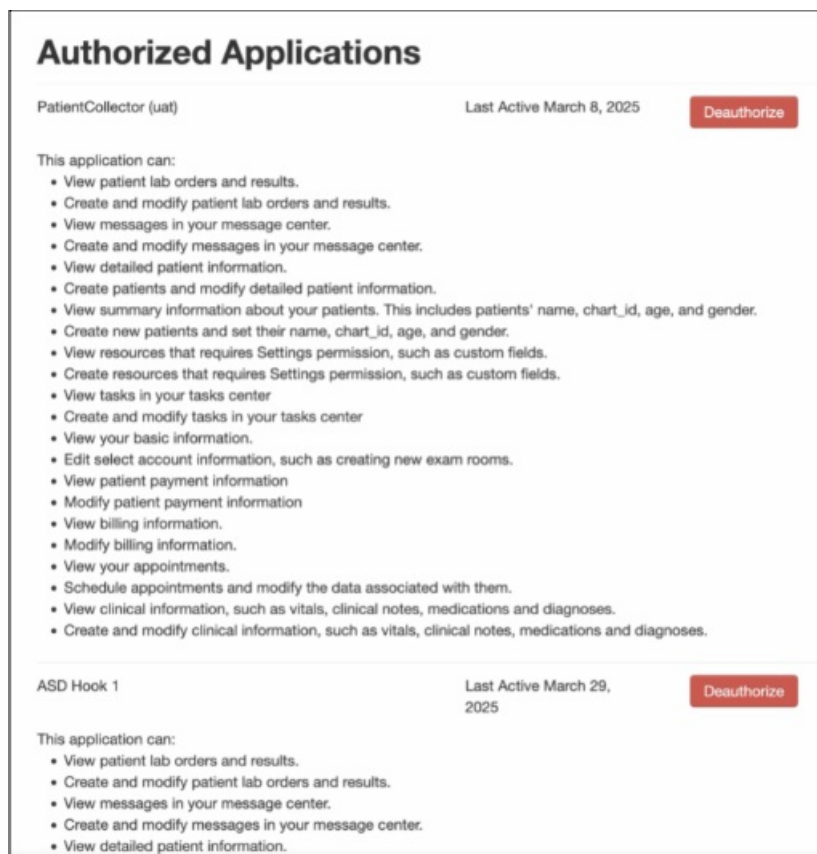 Authorized Applications
PatientCollector (uat) Last Active March 8, 2025 Deauthorize
This application can:
• View patient lab orders and results.
• Create and modify patient lab orders and results.
• View messages in your message center.
• Create and modify messages in your message center.
• View detailed patient information.
• Create patients and modify detailed patient information.
• View summary information about your patients. This includes patients' name, chart_id, age, and gender.
• Create new patients and set their name, chart_id, age, and gender.
• View resources that requires Settings permission, such as custom fields.
• Create resources that requires Settings permission, such as custom fields.
• View tasks in your tasks center
• Create and modify tasks in your tasks center
• View your basic information.
• Edit select account information, such as creating new exam rooms.
• View patient payment information
• Modify patient payment information
• View billing information.
• Modify billing information.
• View your appointments.
• Schedule appointments and modify the data associated with them.
• View clinical information, such as vitals, clinical notes, medications and diagnoses.
• Create and modify clinical information, such as vitals, clinical notes, medications and diagnoses.
ASD Hook 1 Last Active March 29, Deauthorize
2025
This application can:
• View patient lab orders and results.
• Create and modify patient lab orders and results.
• View messages in your message center.
• Create and modify messages in your message center.
• View detailed patient information.